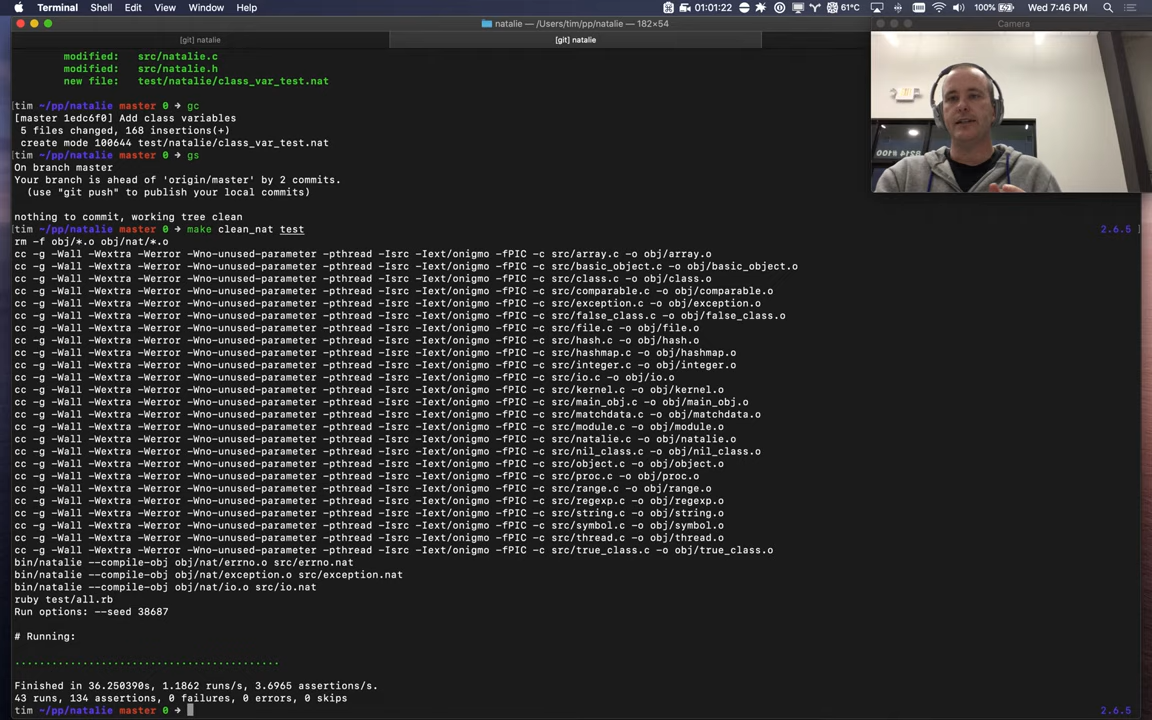 Terminal Shell Edit View Window Help 01:01:22 61°C 100% Wed 7:46 PM
natalie — /Users/tim/pp/natalie — 182×54
Camera
[git] natalie [git] natalie
modified: src/natalie.c
modified: src/natalie.h
new file: test/natalie/class_var_test.nat
[tim ~/pp/natalie master 0 → gc
[master 1edc6f0] Add class variables
5 files changed, 168 insertions(+)
create mode 100644 test/natalie/class_var_test.nat
[tim ~/pp/natalie master 0 → gs
On branch master
Your branch is ahead of 'origin/master' by 2 commits.
(use "git push" to publish your local commits)
nothing to commit, working tree clean
[tim ~/pp/natalie master 0 → make clean_nat test 2.6.5 ]
rm -f obj/*.o obj/nat/*.o
cc -g -Wall -Wextra -Werror -Wno-unused-parameter -pthread -Isrc -Iext/onigmo -fPIC -c src/array.c -o obj/array.o
cc -g -Wall -Wextra -Werror -Wno-unused-parameter -pthread -Isrc -Iext/onigmo -fPIC -c src/basic_object.c -o obj/basic_object.o
cc -g -Wall -Wextra -Werror -Wno-unused-parameter -pthread -Isrc -Iext/onigmo -fPIC -c src/class.c -o obj/class.o
cc -g -Wall -Wextra -Werror -Wno-unused-parameter -pthread -Isrc -Iext/onigmo -fPIC -c src/comparable.c -o obj/comparable.o
cc -g -Wall -Wextra -Werror -Wno-unused-parameter -pthread -Isrc -Iext/onigmo -fPIC -c src/exception.c -o obj/exception.o
cc -g -Wall -Wextra -Werror -Wno-unused-parameter -pthread -Isrc -Iext/onigmo -fPIC -c src/false_class.c -o obj/false_class.o
cc -g -Wall -Wextra -Werror -Wno-unused-parameter -pthread -Isrc -Iext/onigmo -fPIC -c src/file.c -o obj/file.o
cc -g -Wall -Wextra -Werror -Wno-unused-parameter -pthread -Isrc -Iext/onigmo -fPIC -c src/hash.c -o obj/hash.o
cc -g -Wall -Wextra -Werror -Wno-unused-parameter -pthread -Isrc -Iext/onigmo -fPIC -c src/hashmap.c -o obj/hashmap.o
cc -g -Wall -Wextra -Werror -Wno-unused-parameter -pthread -Isrc -Iext/onigmo -fPIC -c src/integer.c -o obj/integer.o
cc -g -Wall -Wextra -Werror -Wno-unused-parameter -pthread -Isrc -Iext/onigmo -fPIC -c src/io.c -o obj/io.o
cc -g -Wall -Wextra -Werror -Wno-unused-parameter -pthread -Isrc -Iext/onigmo -fPIC -c src/kernel.c -o obj/kernel.o
cc -g -Wall -Wextra -Werror -Wno-unused-parameter -pthread -Isrc -Iext/onigmo -fPIC -c src/main_obj.c -o obj/main_obj.o
cc -g -Wall -Wextra -Werror -Wno-unused-parameter -pthread -Isrc -Iext/onigmo -fPIC -c src/matchdata.c -o obj/matchdata.o
cc -g -Wall -Wextra -Werror -Wno-unused-parameter -pthread -Isrc -Iext/onigmo -fPIC -c src/module.c -o obj/module.o
cc -g -Wall -Wextra -Werror -Wno-unused-parameter -pthread -Isrc -Iext/onigmo -fPIC -c src/natalie.c -o obj/natalie.o
cc -g -Wall -Wextra -Werror -Wno-unused-parameter -pthread -Isrc -Iext/onigmo -fPIC -c src/nil_class.c -o obj/nil_class.o
cc -g -Wall -Wextra -Werror -Wno-unused-parameter -pthread -Isrc -Iext/onigmo -fPIC -c src/object.c -o obj/object.o
cc -g -Wall -Wextra -Werror -Wno-unused-parameter -pthread -Isrc -Iext/onigmo -fPIC -c src/proc.c -o obj/proc.o
cc -g -Wall -Wextra -Werror -Wno-unused-parameter -pthread -Isrc -Iext/onigmo -fPIC -c src/range.c -o obj/range.o
cc -g -Wall -Wextra -Werror -Wno-unused-parameter -pthread -Isrc -Iext/onigmo -fPIC -c src/regexp.c -o obj/regexp.o
cc -g -Wall -Wextra -Werror -Wno-unused-parameter -pthread -Isrc -Iext/onigmo -fPIC -c src/string.c -o obj/string.o
cc -g -Wall -Wextra -Werror -Wno-unused-parameter -pthread -Isrc -Iext/onigmo -fPIC -c src/symbol.c -o obj/symbol.o
cc -g -Wall -Wextra -Werror -Wno-unused-parameter -pthread -Isrc -Iext/onigmo -fPIC -c src/thread.c -o obj/thread.o
cc -g -Wall -Wextra -Werror -Wno-unused-parameter -pthread -Isrc -Iext/onigmo -fPIC -c src/true_class.c -o obj/true_class.o
bin/natalie --compile-obj obj/nat/errno.o src/errno.nat
bin/natalie --compile-obj obj/nat/exception.o src/exception.nat
bin/natalie --compile-obj obj/nat/io.o src/io.nat
ruby test/all.rb
Run options: --seed 38687
# Running:
...........................................
Finished in 36.250390s, 1.1862 runs/s, 3.6965 assertions/s.
43 runs, 134 assertions, 0 failures, 0 errors, 0 skips
tim ~/pp/natalie master 0 → 2.6.5